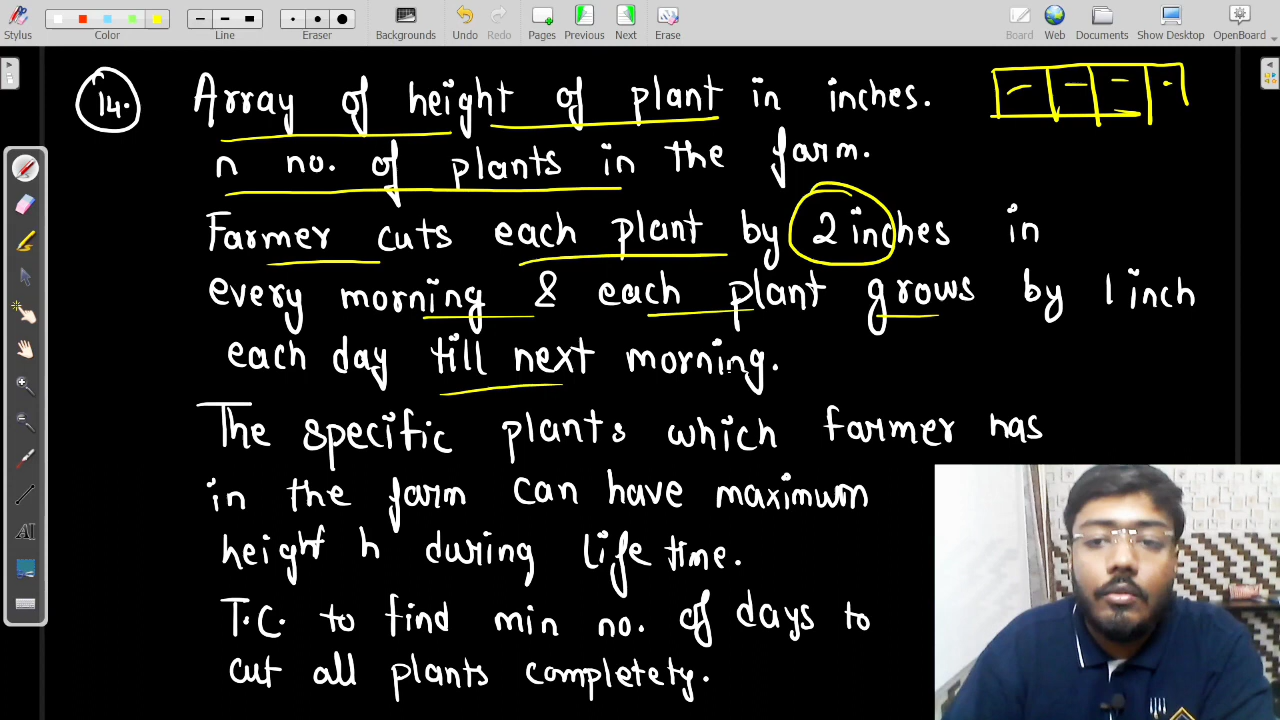 Stylus
Color
Line
Eraser
Backgrounds
Undo
Redo
Pages
Previous
Next
Erase
Board
Web
Documents
Show Desktop
OpenBoard
14.
Array of height of plant in inches.
n no. of plants in the farm.
Farmer cuts each plant by 2 inches in
every morning & each plant grows by 1 inch
each day till next morning.
The specific plants which farmer has
in the farm can have maximum
height h during life time.
T.C. to find min no. of days to
cut all plants completety.